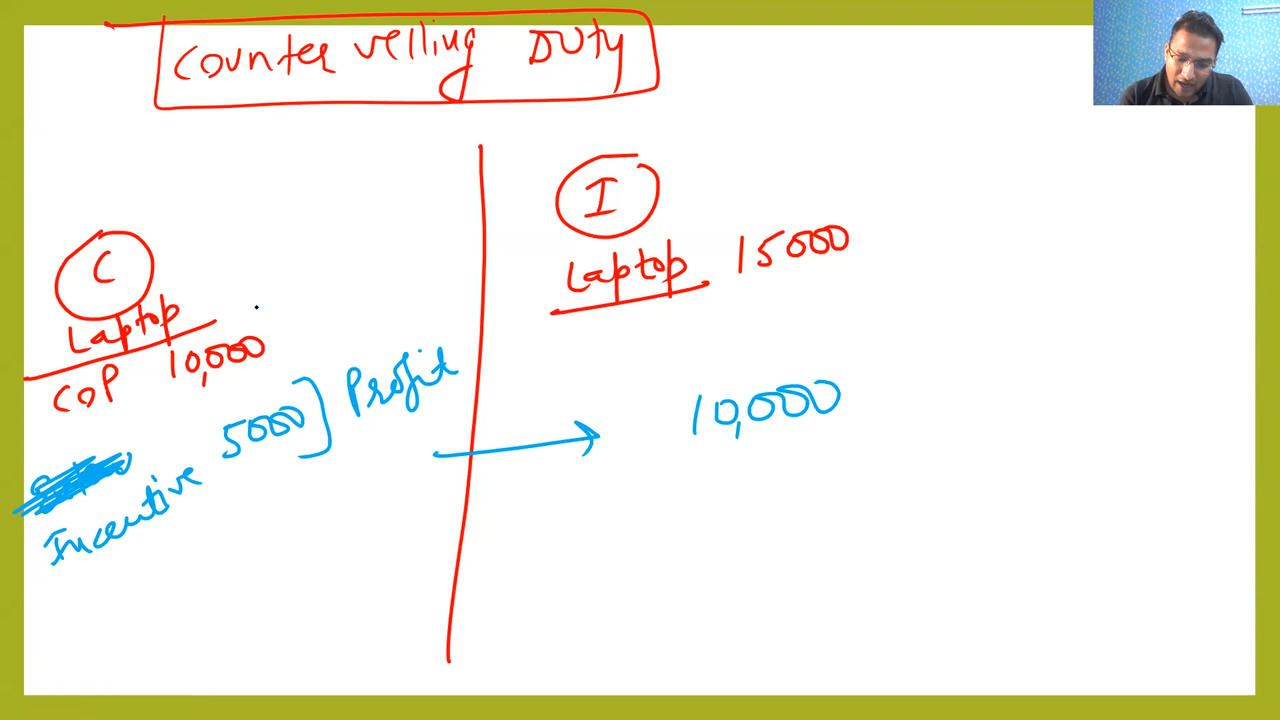 Counter velling Duty
C
Laptop
COP 10,000
Incentive 5000 Profit
I
Laptop 15000
10,000